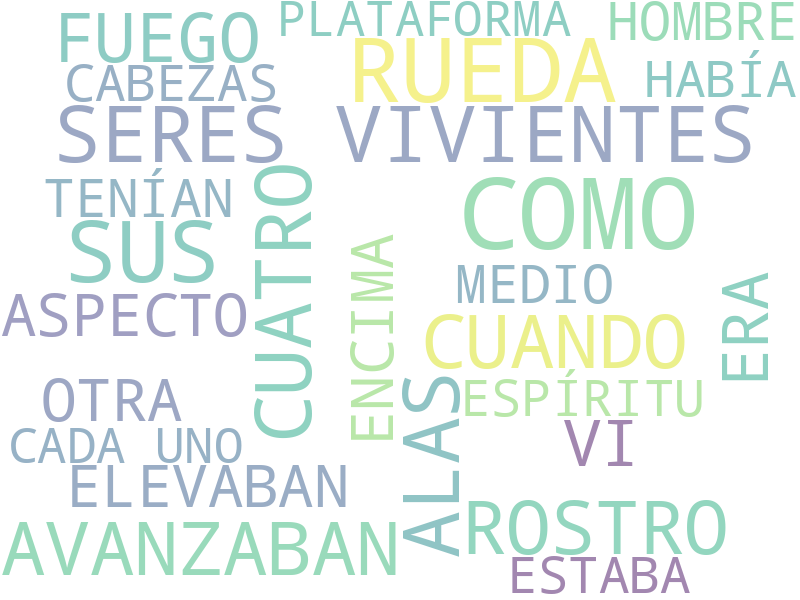 PLATAFORMA
HOMBRE
FUEGO
RUEDA
CABEZAS
HABÍA
SERES
VIVIENTES
TENÍAN
CUATRO
COMO
SUS
ENCIMA
MEDIO
ERA
ASPECTO
CUANDO
OTRA
ALAS
ESPÍRITU
CADA UNO
VI
ELEVABAN
ROSTRO
AVANZABAN
ESTABA